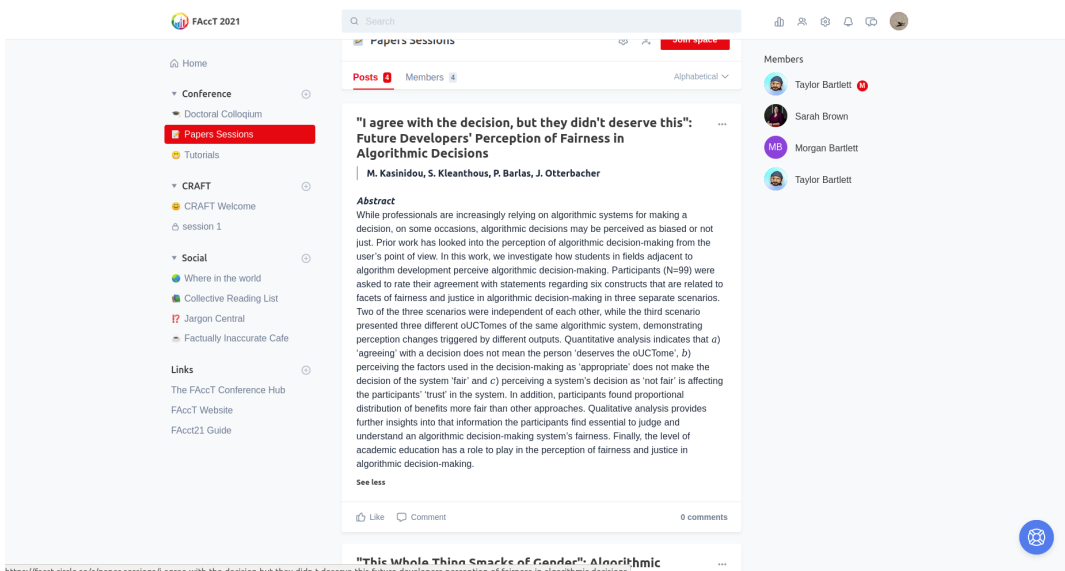 FAccT 2021
Search
Papers Sessions
Join space
Posts 4
Members 4
Alphabetical
Home
Conference
Doctoral Colloqium
Papers Sessions
Tutorials
CRAFT
CRAFT Welcome
session 1
Social
Where in the world
Collective Reading List
Jargon Central
Factually Inaccurate Cafe
Links
The FAccT Conference Hub
FAccT Website
FAcct21 Guide
"I agree with the decision, but they didn't deserve this":
Future Developers' Perception of Fairness in
Algorithmic Decisions
M. Kasinidou, S. Kleanthous, P. Barlas, J. Otterbacher
Abstract
While professionals are increasingly relying on algorithmic systems for making a
decision, on some occasions, algorithmic decisions may be perceived as biased or not
just. Prior work has looked into the perception of algorithmic decision-making from the
user's point of view. In this work, we investigate how students in fields adjacent to
algorithm development perceive algorithmic decision-making. Participants (N=99) were
asked to rate their agreement with statements regarding six constructs that are related to
facets of fairness and justice in algorithmic decision-making in three separate scenarios.
Two of the three scenarios were independent of each other, while the third scenario
presented three different oUCTomes of the same algorithmic system, demonstrating
perception changes triggered by different outputs. Quantitative analysis indicates that a)
'agreeing' with a decision does not mean the person 'deserves the oUCTome', b)
perceiving the factors used in the decision-making as 'appropriate' does not make the
decision of the system 'fair' and c) perceiving a system's decision as 'not fair' is affecting
the participants' 'trust' in the system. In addition, participants found proportional
distribution of benefits more fair than other approaches. Qualitative analysis provides
further insights into that information the participants find essential to judge and
understand an algorithmic decision-making system's fairness. Finally, the level of
academic education has a role to play in the perception of fairness and justice in
algorithmic decision-making.
See less
Like
Comment
0 comments
"This Whole Thing Smacks of Gender": Algorithmic
Members
Taylor Bartlett M
Sarah Brown
MB Morgan Bartlett
Taylor Bartlett